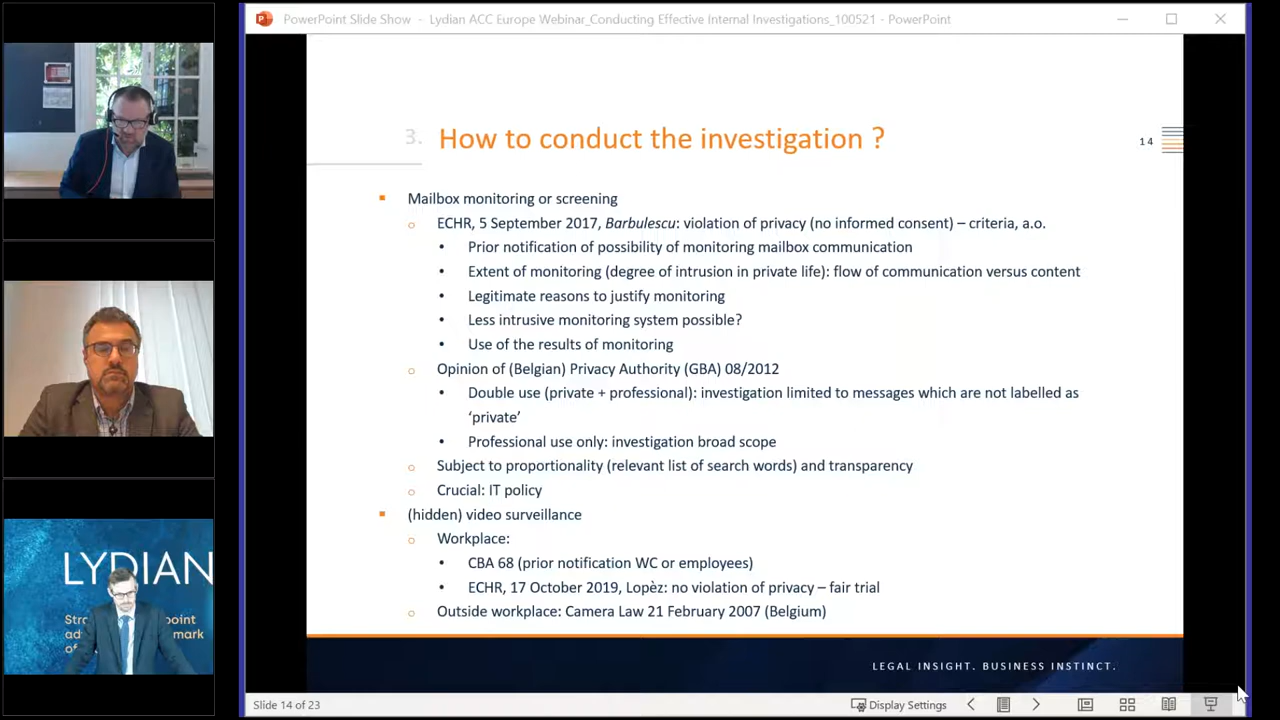 PowerPoint Slide Show - Lydian ACC Europe Webinar_Conducting Effective Internal Investigations_100521 - PowerPoint
3. How to conduct the investigation ?
14
Mailbox monitoring or screening
ECHR, 5 September 2017, Barbulescu: violation of privacy (no informed consent) – criteria, a.o.
Prior notification of possibility of monitoring mailbox communication
Extent of monitoring (degree of intrusion in private life): flow of communication versus content
Legitimate reasons to justify monitoring
Less intrusive monitoring system possible?
Use of the results of monitoring
Opinion of (Belgian) Privacy Authority (GBA) 08/2012
Double use (private + professional): investigation limited to messages which are not labelled as
‘private’
Professional use only: investigation broad scope
Subject to proportionality (relevant list of search words) and transparency
Crucial: IT policy
(hidden) video surveillance
Workplace:
CBA 68 (prior notification WC or employees)
ECHR, 17 October 2019, Lopèz: no violation of privacy – fair trial
Outside workplace: Camera Law 21 February 2007 (Belgium)
LEGAL INSIGHT. BUSINESS INSTINCT.
Slide 14 of 23
Display Settings
LYDIAN